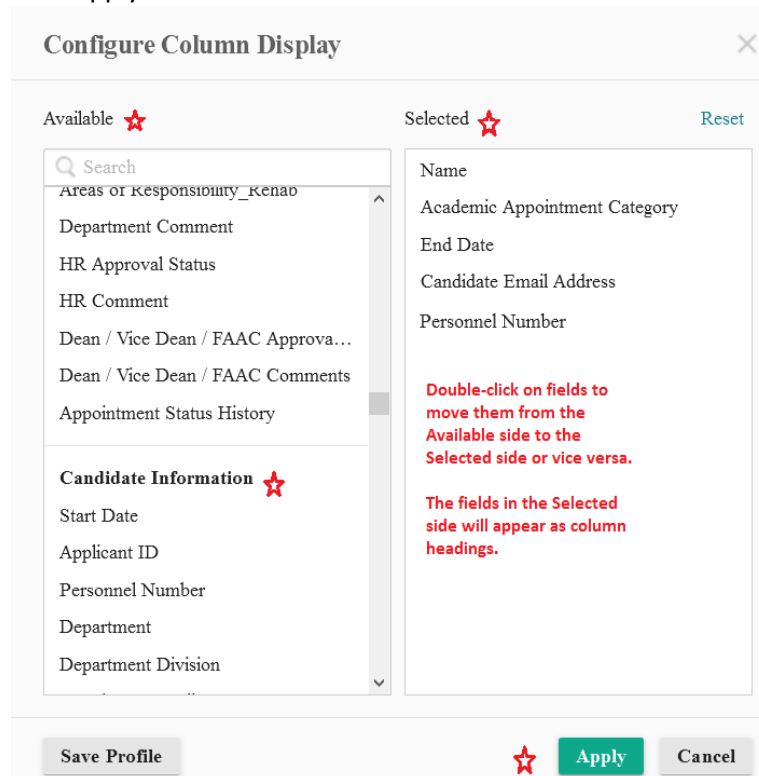 Configure Column Display
Available
Selected
Reset
Search
Areas of Responsibility_Rehab
Department Comment
HR Approval Status
HR Comment
Dean / Vice Dean / FAAC Approva...
Dean / Vice Dean / FAAC Comments
Appointment Status History
Candidate Information
Start Date
Applicant ID
Personnel Number
Department
Department Division
Name
Academic Appointment Category
End Date
Candidate Email Address
Personnel Number
Double-click on fields to
move them from the
Available side to the
Selected side or vice versa.
The fields in the Selected
side will appear as column
headings.
Save Profile
Apply
Cancel